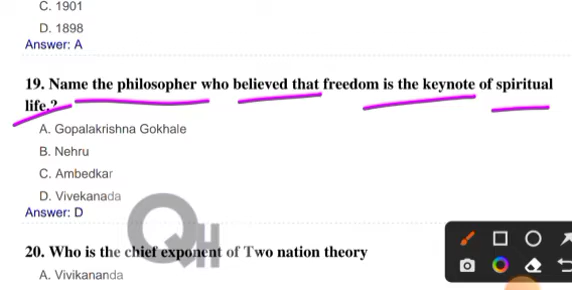 C. 1901
D. 1898
Answer: A
19. Name the philosopher who believed that freedom is the keynote of spiritual
life.?
A. Gopalakrishna Gokhale
B. Nehru
C. Ambedkar
D. Vivekanada
Answer: D
QH
20. Who is the chief exponent of Two nation theory
A. Vivikananda